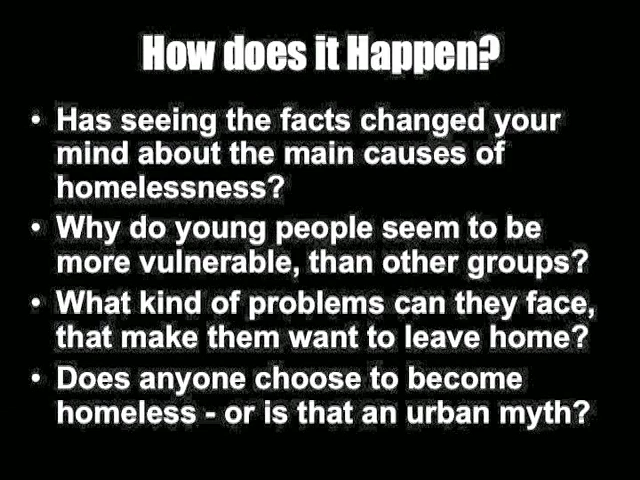 How does it Happen?
• Has seeing the facts changed your
mind about the main causes of
homelessness?
• Why do young people seem to be
more vulnerable, than other groups?
• What kind of problems can they face,
that make them want to leave home?
• Does anyone choose to become
homeless - or is that an urban myth?